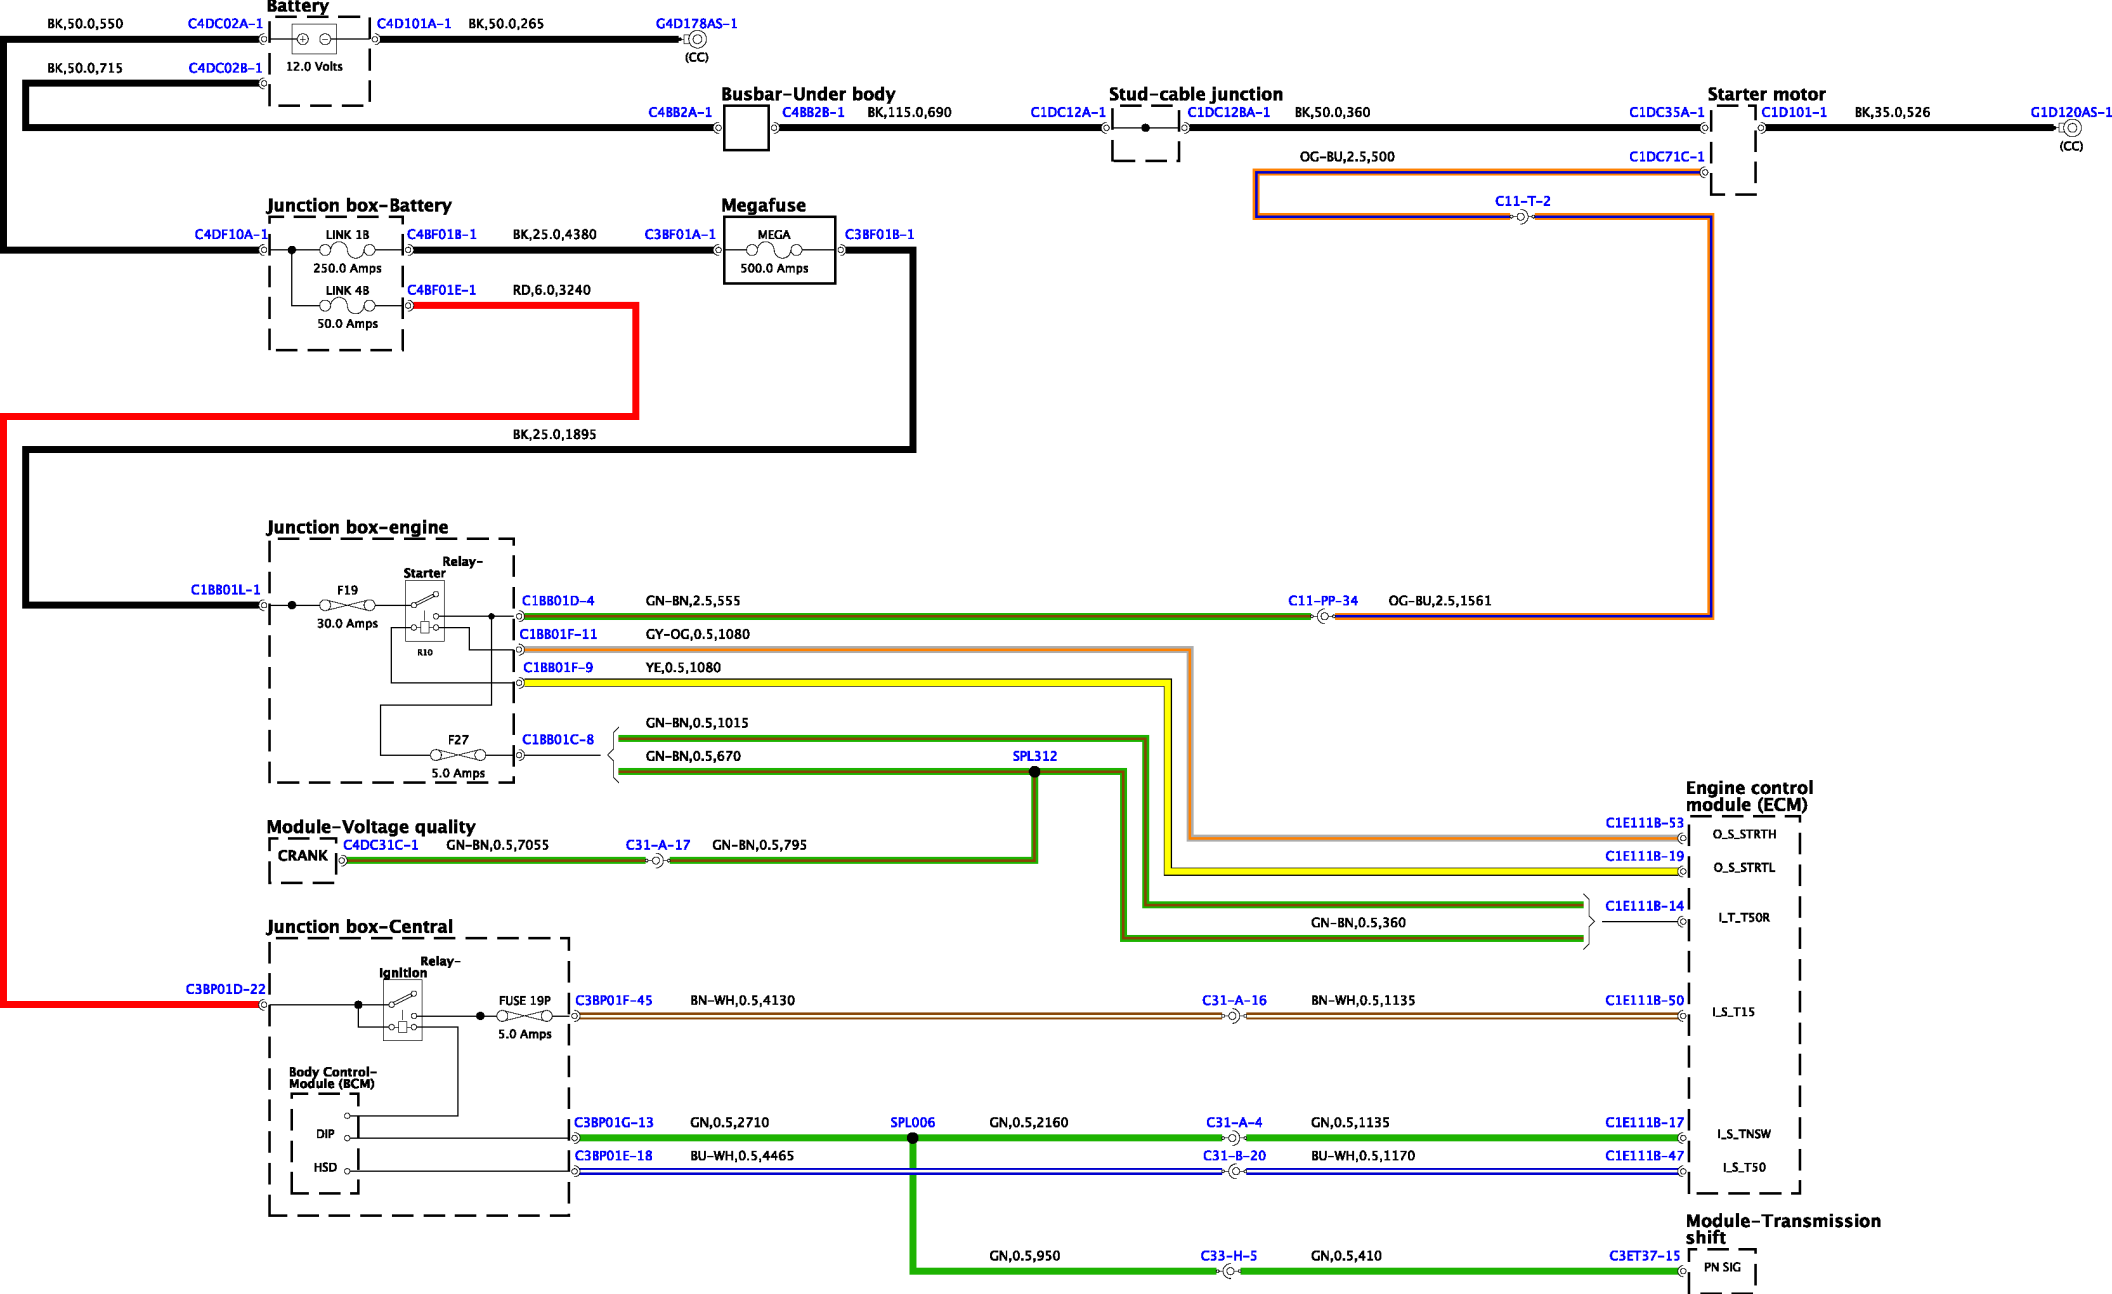 Battery
BK,50.0,550
C4DC02A-1
C4D101A-1
BK,50.0,265
G4D178AS-1
(CC)
12.0 Volts
BK,50.0,715
C4DC02B-1
Busbar-Under body
C4BB2A-1
C4BB2B-1
BK,115.0,690
Stud-cable junction
C1DC12A-1
C1DC12BA-1
BK,50.0,360
Starter motor
C1DC35A-1
C1D101-1
BK,35.0,526
G1D120AS-1
(CC)
OG-BU,2.5,500
C1DC71C-1
C11-T-2
Junction box-Battery
C4DF10A-1
LINK 1B
250.0 Amps
C4BF01B-1
BK,25.0,4380
Megafuse
C3BF01A-1
MEGA
500.0 Amps
C3BF01B-1
LINK 4B
50.0 Amps
C4BF01E-1
RD,6.0,3240
BK,25.0,1895
Junction box-engine
Relay-
Starter
C1BB01L-1
F19
30.0 Amps
R10
C1BB01D-4
GN-BN,2.5,555
C11-PP-34
OG-BU,2.5,1561
C1BB01F-11
GY-OG,0.5,1080
C1BB01F-9
YE,0.5,1080
F27
5.0 Amps
C1BB01C-8
GN-BN,0.5,1015
GN-BN,0.5,670
SPL312
Engine control
module (ECM)
Module-Voltage quality
CRANK
C4DC31C-1
GN-BN,0.5,7055
C31-A-17
GN-BN,0.5,795
C1E111B-53
O_S_STRTH
C1E111B-19
O_S_STRTL
C1E111B-14
I_T_T50R
GN-BN,0.5,360
Junction box-Central
Relay-
Ignition
C3BP01D-22
FUSE 19P
5.0 Amps
C3BP01F-45
BN-WH,0.5,4130
C31-A-16
BN-WH,0.5,1135
C1E111B-50
I_S_T15
Body Control-
Module (BCM)
DIP
HSD
C3BP01G-13
GN,0.5,2710
SPL006
GN,0.5,2160
C31-A-4
GN,0.5,1135
C1E111B-17
I_S_TNSW
C3BP01E-18
BU-WH,0.5,4465
C31-B-20
BU-WH,0.5,1170
C1E111B-47
I_S_T50
Module-Transmission
shift
GN,0.5,950
C33-H-5
GN,0.5,410
C3ET37-15
PN SIG